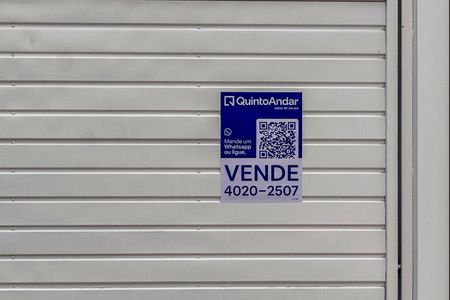 QuintoAndar
Mande um
Whatsapp
ou ligue.
VENDE
4020-2507